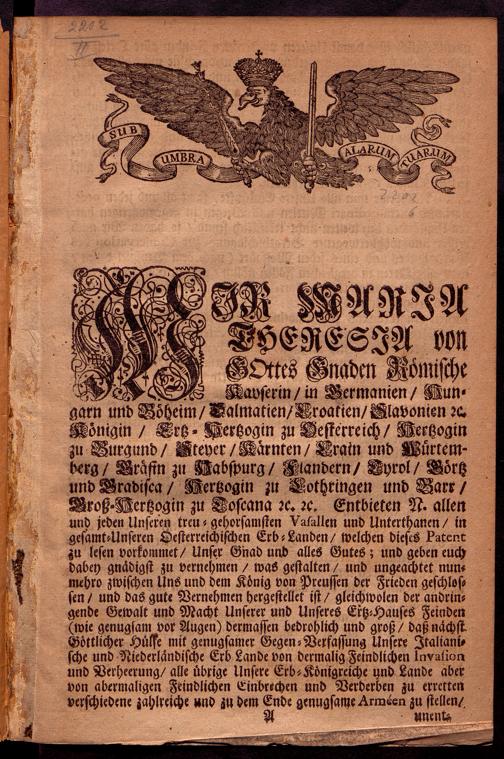 2202
II
SUB UMBRA ALARUM TUARUM
2202
6
WIR MARIA
THERESIA von
GOttes Gnaden Römische
Kayserin / in Germanien / Hun-
garn und Böheim / Dalmatien / Croatien / Slavonien ꝛc.
Königin / Ertz-Hertzogin zu Oesterreich / Hertzogin
zu Burgund / Steyer / Kärnten / Crain und Würtem-
berg / Gräfin zu Habspurg / Flandern / Tyrol / Görtz
und Gradisca / Hertzogin zu Lothringen und Barr /
Groß-Hertzogin zu Toscana ꝛc. ꝛc. Entbieten N. allen
und jeden Unseren treu-gehorsamsten Vasallen und Unterthanen / in
gesamt-Unseren Oesterreichischen Erb-Landen / welchen dieses Patent
zu lesen vorkommet / Unser Gnad und alles Gutes; und geben euch
dabey gnädigst zu vernehmen / was gestalten / und ungeachtet nun-
mehro zwischen Uns und dem König von Preussen der Frieden geschlos-
sen / und das gute Vernehmen hergestellet ist / gleichwolen der andrin-
gende Gewalt und Macht Unserer und Unseres Ertz-Hauses Feinden
(wie genugsam vor Augen) dermassen bedrohlich und groß / daß nächst
Göttlicher Hülffe mit genugsamer Gegen-Verfassung Unsere Italiani-
sche und Niederländische Erb Lande von dermalig Feindlichen Invasion
und Verheerung / alle übrige Unsere Erb-Königreiche und Lande aber
von abermaligen Feindlichen Einbrechen und Verderben zu erretten
verschiedene zahlreiche und zu dem Ende genugsame Arméen zu stellen /
A unent-